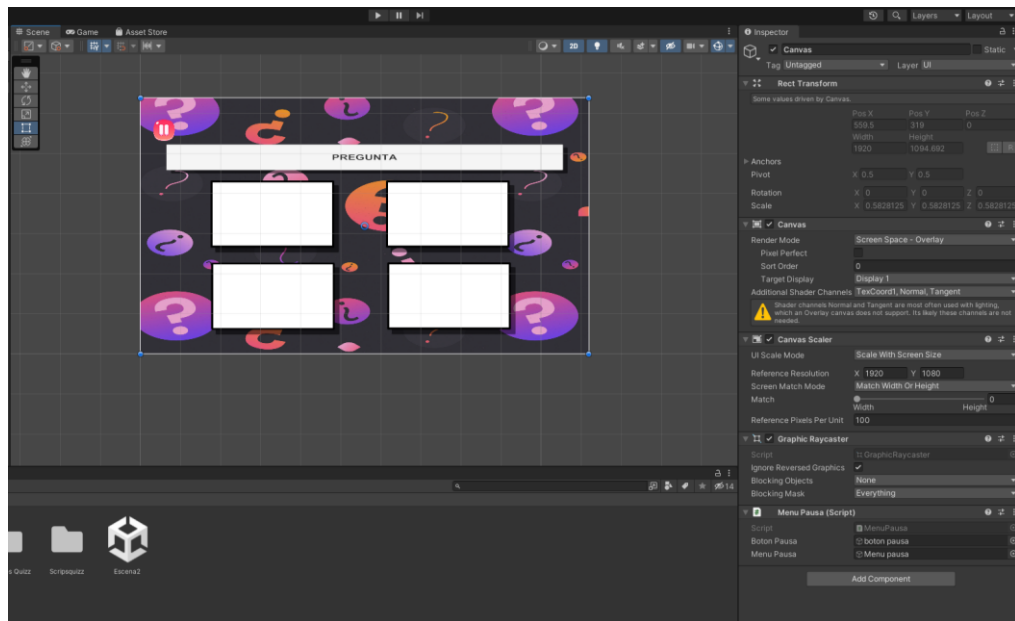 Layers Layout
Scene Game Asset Store
Inspector
2D
Canvas Static
Tag Untagged Layer UI
Rect Transform
Some values driven by Canvas.
Pos X Pos Y Pos Z
559.5 319 0
Width Height
1920 1094.692
R
Anchors
Pivot X 0.5 Y 0.5
Rotation X 0 Y 0 Z 0
Scale X 0.5828125 Y 0.5828125 Z 0.5828125
Canvas
Render Mode Screen Space - Overlay
Pixel Perfect
Sort Order 0
Target Display Display 1
Additional Shader Channels TexCoord1, Normal, Tangent
Shader channels Normal and Tangent are most often used with lighting,
which an Overlay canvas does not support. Its likely these channels are not
needed.
Canvas Scaler
UI Scale Mode Scale With Screen Size
Reference Resolution X 1920 Y 1080
Screen Match Mode Match Width Or Height
Match 0
Width Height
Reference Pixels Per Unit 100
Graphic Raycaster
Script GraphicRaycaster
Ignore Reversed Graphics
Blocking Objects None
Blocking Mask Everything
Menu Pausa (Script)
Script MenuPausa
Boton Pausa boton pausa
Menu Pausa Menu pausa
Add Component
PREGUNTA
14
s Quizz Scripsquizz Escena2